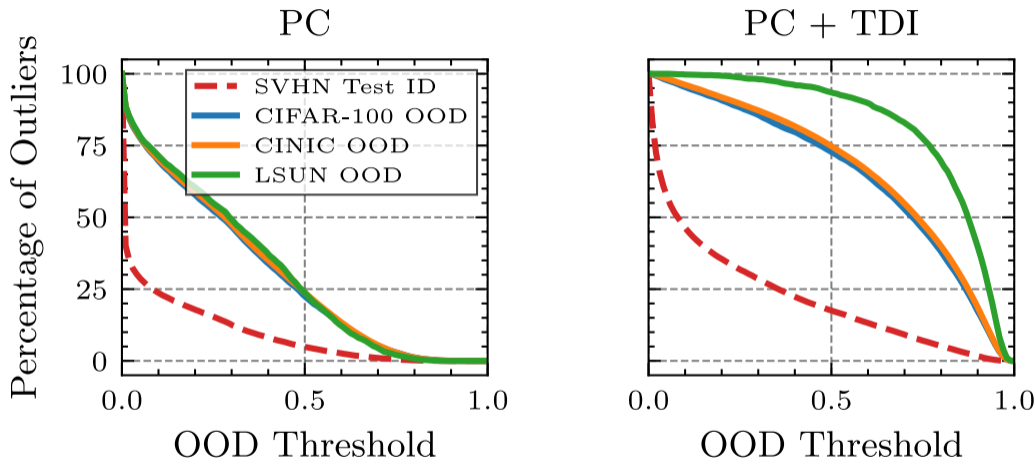 PC
PC + TDI
Percentage of Outliers
100
75
50
25
0
SVHN Test ID
CIFAR-100 OOD
CINIC OOD
LSUN OOD
0.0
0.5
1.0
0.0
0.5
1.0
OOD Threshold
OOD Threshold